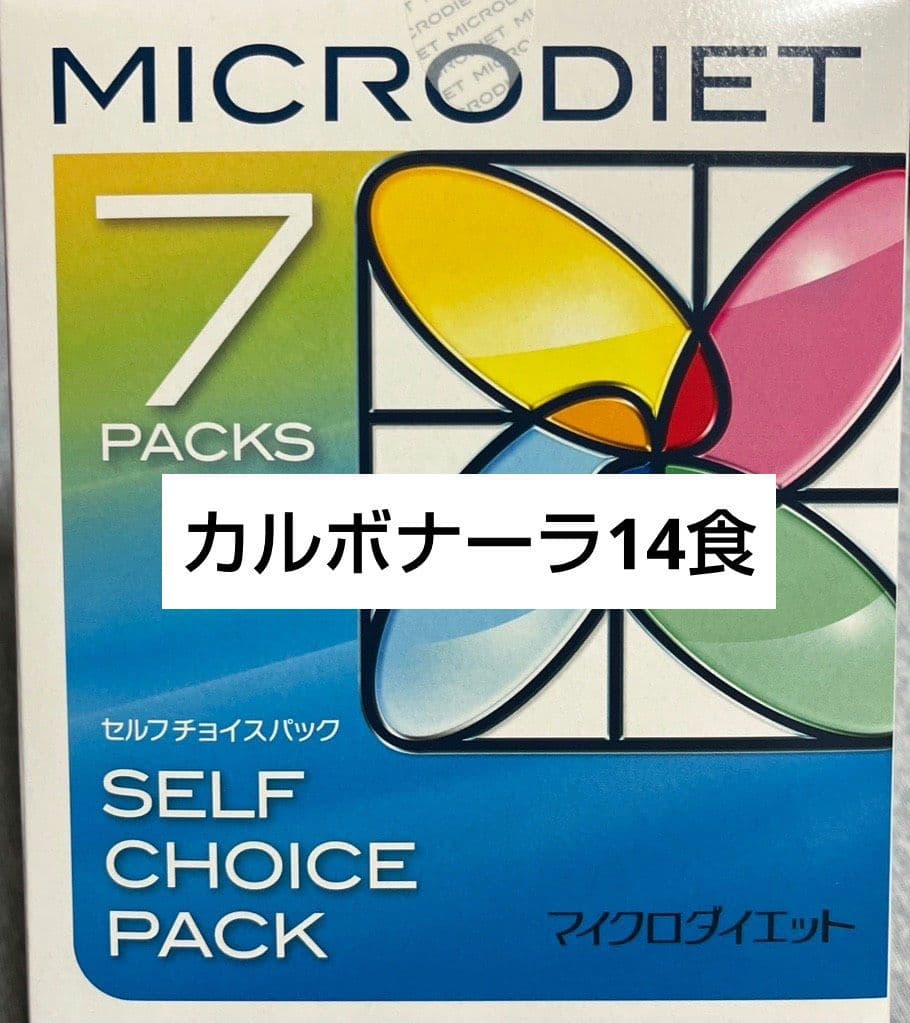 MICRODIET
7
PACKS
カルボナーラ14食
セルフチョイスパック
SELF
CHOICE
PACK
マイクロダイエット